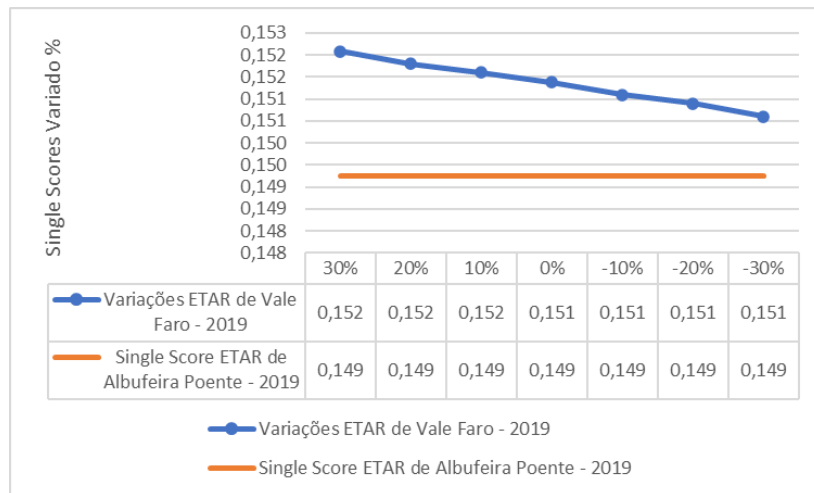 Single Scores Variado %
0,153
0,152
0,152
0,151
0,151
0,150
0,150
0,149
0,149
0,148
0,148
30% 20% 10% 0% -10% -20% -30%
Variações ETAR de Vale
Faro - 2019
0,152 0,152 0,152 0,151 0,151 0,151 0,151
Single Score ETAR de
Albufeira Poente - 2019
0,149 0,149 0,149 0,149 0,149 0,149 0,149
Variações ETAR de Vale Faro - 2019
Single Score ETAR de Albufeira Poente - 2019